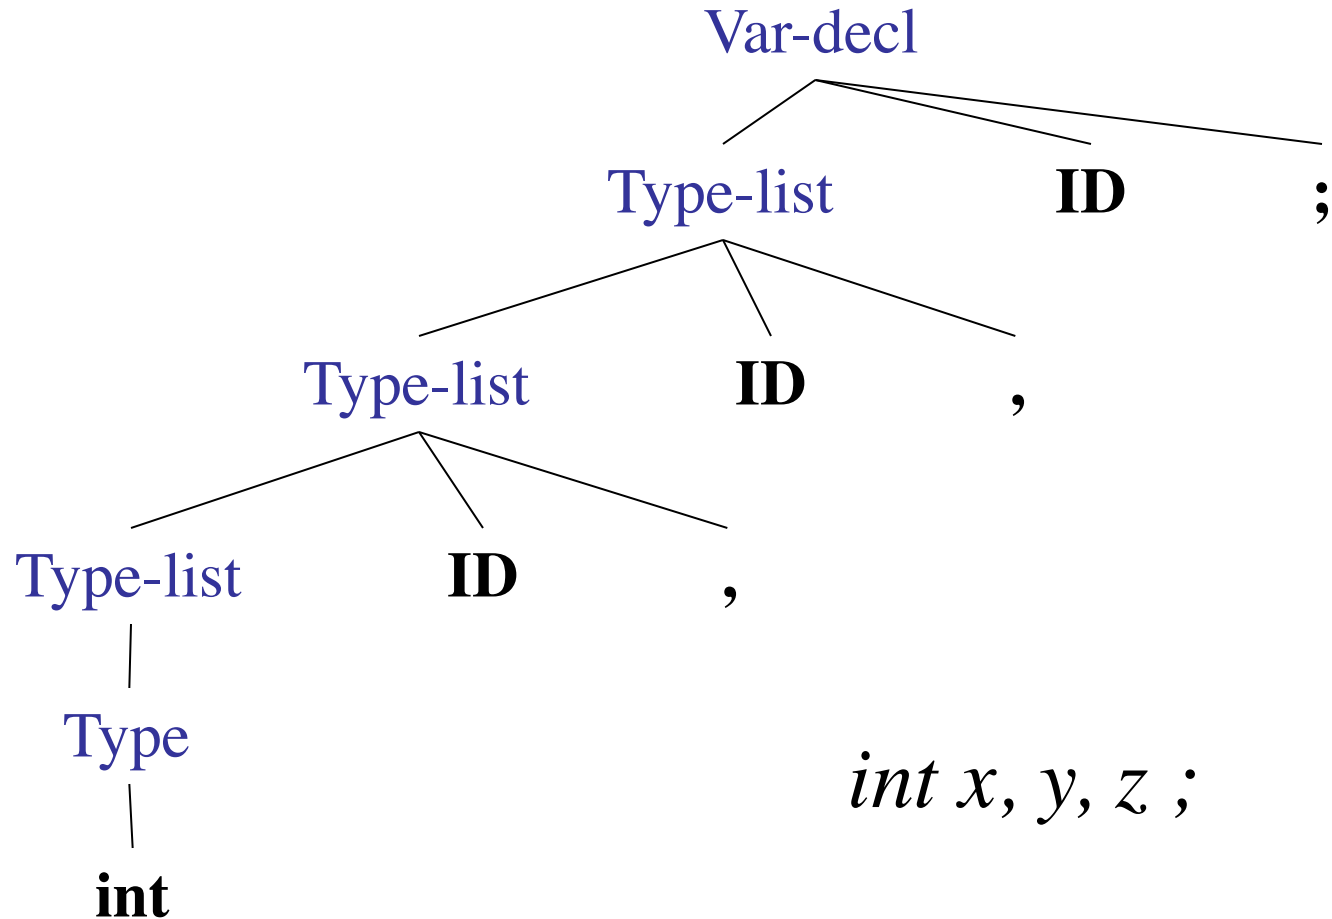 Var-decl
Type-list ID ;
Type-list ID ,
Type-list ID ,
Type
int x, y, z ;
int